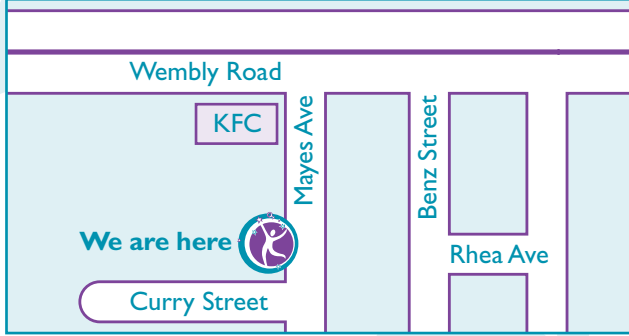 Wembly Road
KFC
Mayes Ave
Benz Street
We are here
Rhea Ave
Curry Street